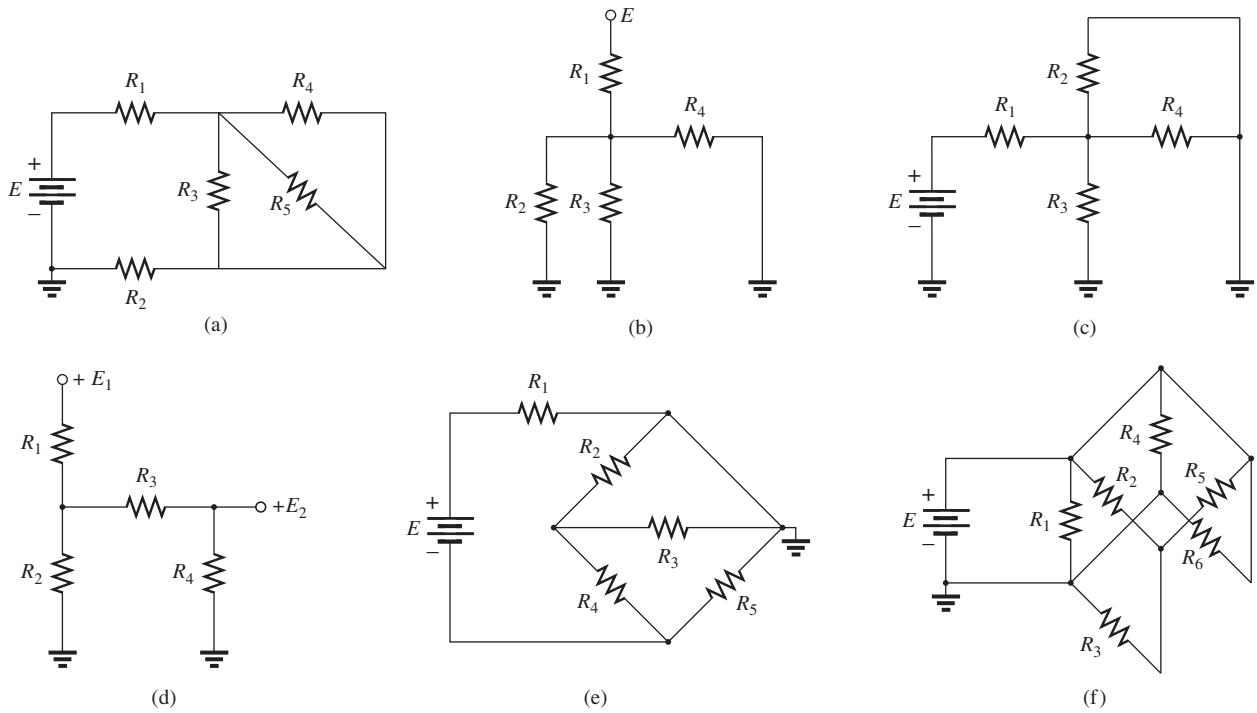 R1
R4
+
E
−
R3
R5
R2
(a)
E
R1
R4
R2
R3
(b)
R2
R1
R4
+
E
−
R3
(c)
+ E1
R1
R3
+E2
R2
R4
(d)
R1
R2
+
E
−
R3
R4
R5
(e)
R4
R2
R5
+
E
−
R1
R6
R3
(f)